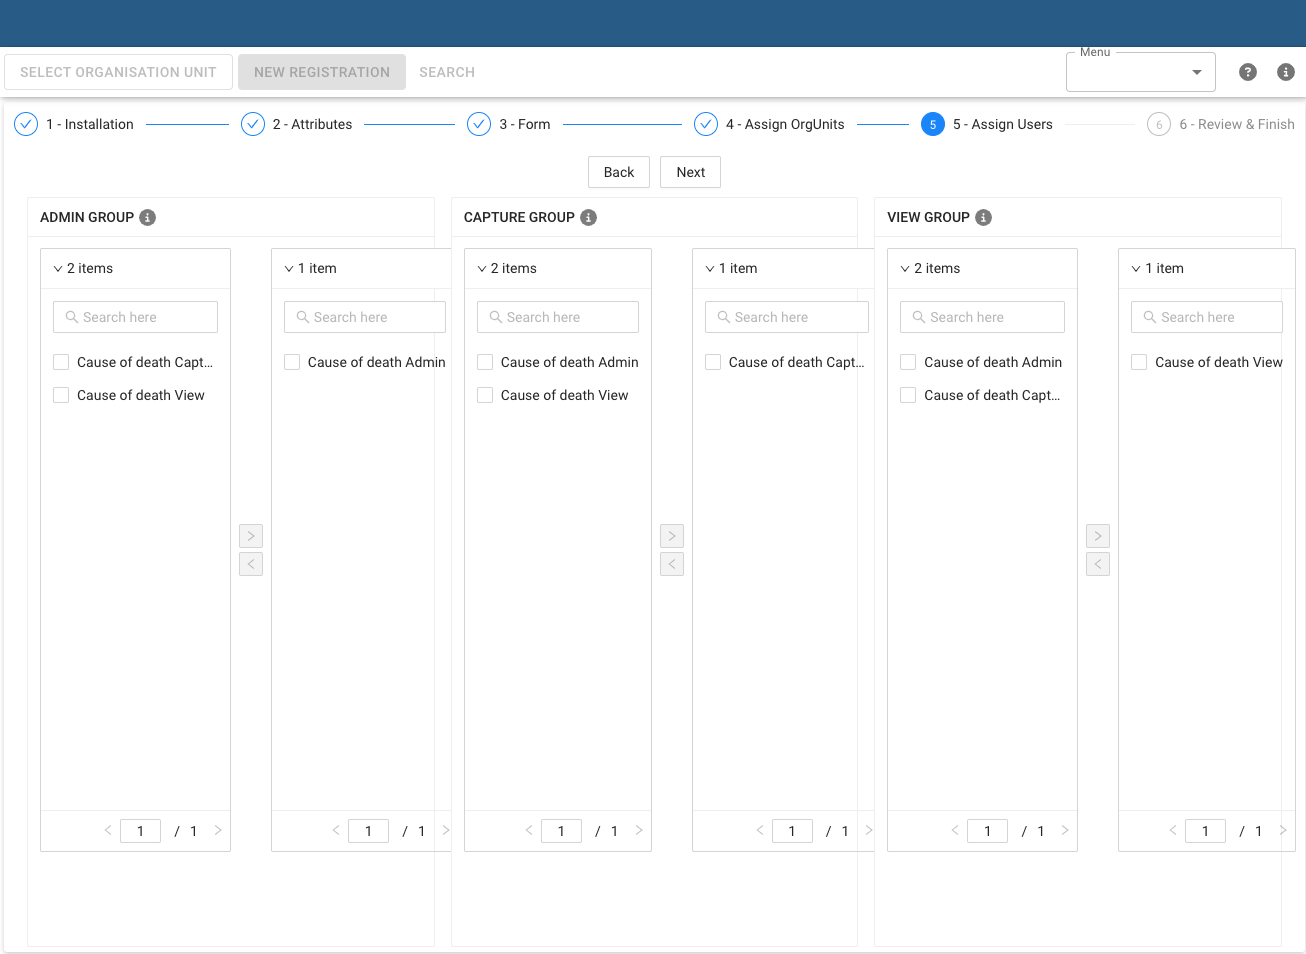 Menu
SELECT ORGANISATION UNIT NEW REGISTRATION SEARCH
1 - Installation 2 - Attributes 3 - Form 4 - Assign OrgUnits 5 5 - Assign Users 6 6 - Review & Finish
Back Next
ADMIN GROUP CAPTURE GROUP VIEW GROUP
2 items 1 item 2 items 1 item 2 items 1 item
Search here Search here Search here Search here Search here Search here
Cause of death Capt... Cause of death Admin Cause of death Admin Cause of death Capt... Cause of death Admin Cause of death View
Cause of death View Cause of death View Cause of death Capt...
1 / 1 1 / 1 1 / 1 1 / 1 1 / 1 1 / 1